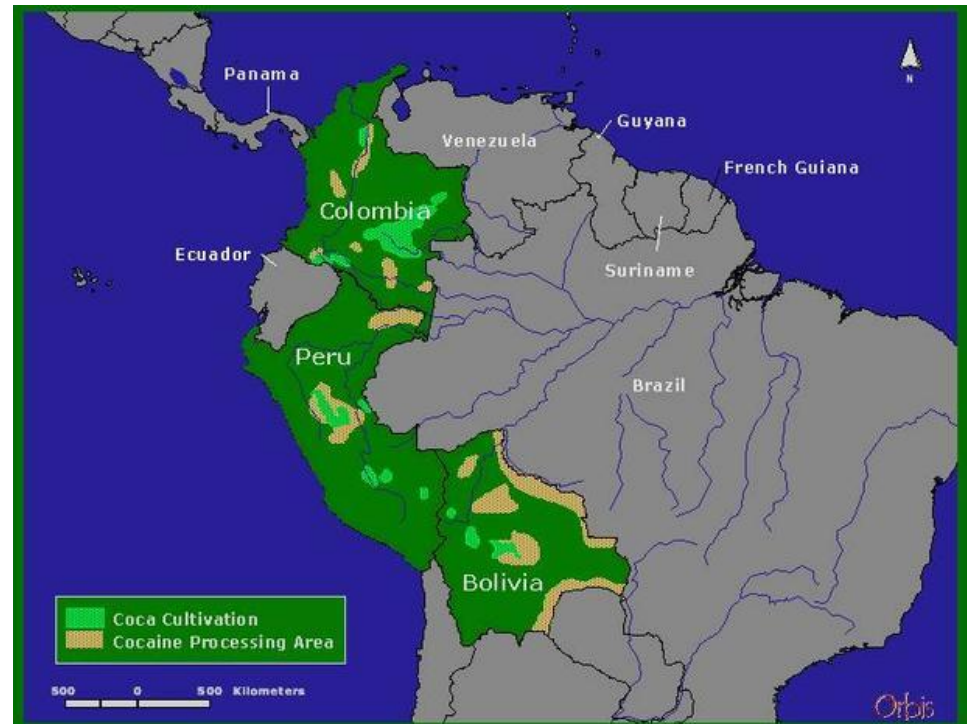 Panama
Guyana
Venezuela
French Guiana
Colombia
Ecuador
Suriname
Peru
Brazil
Bolivia
Coca Cultivation
Cocaine Processing Area
500 0 500 Kilometers
N
Orbis